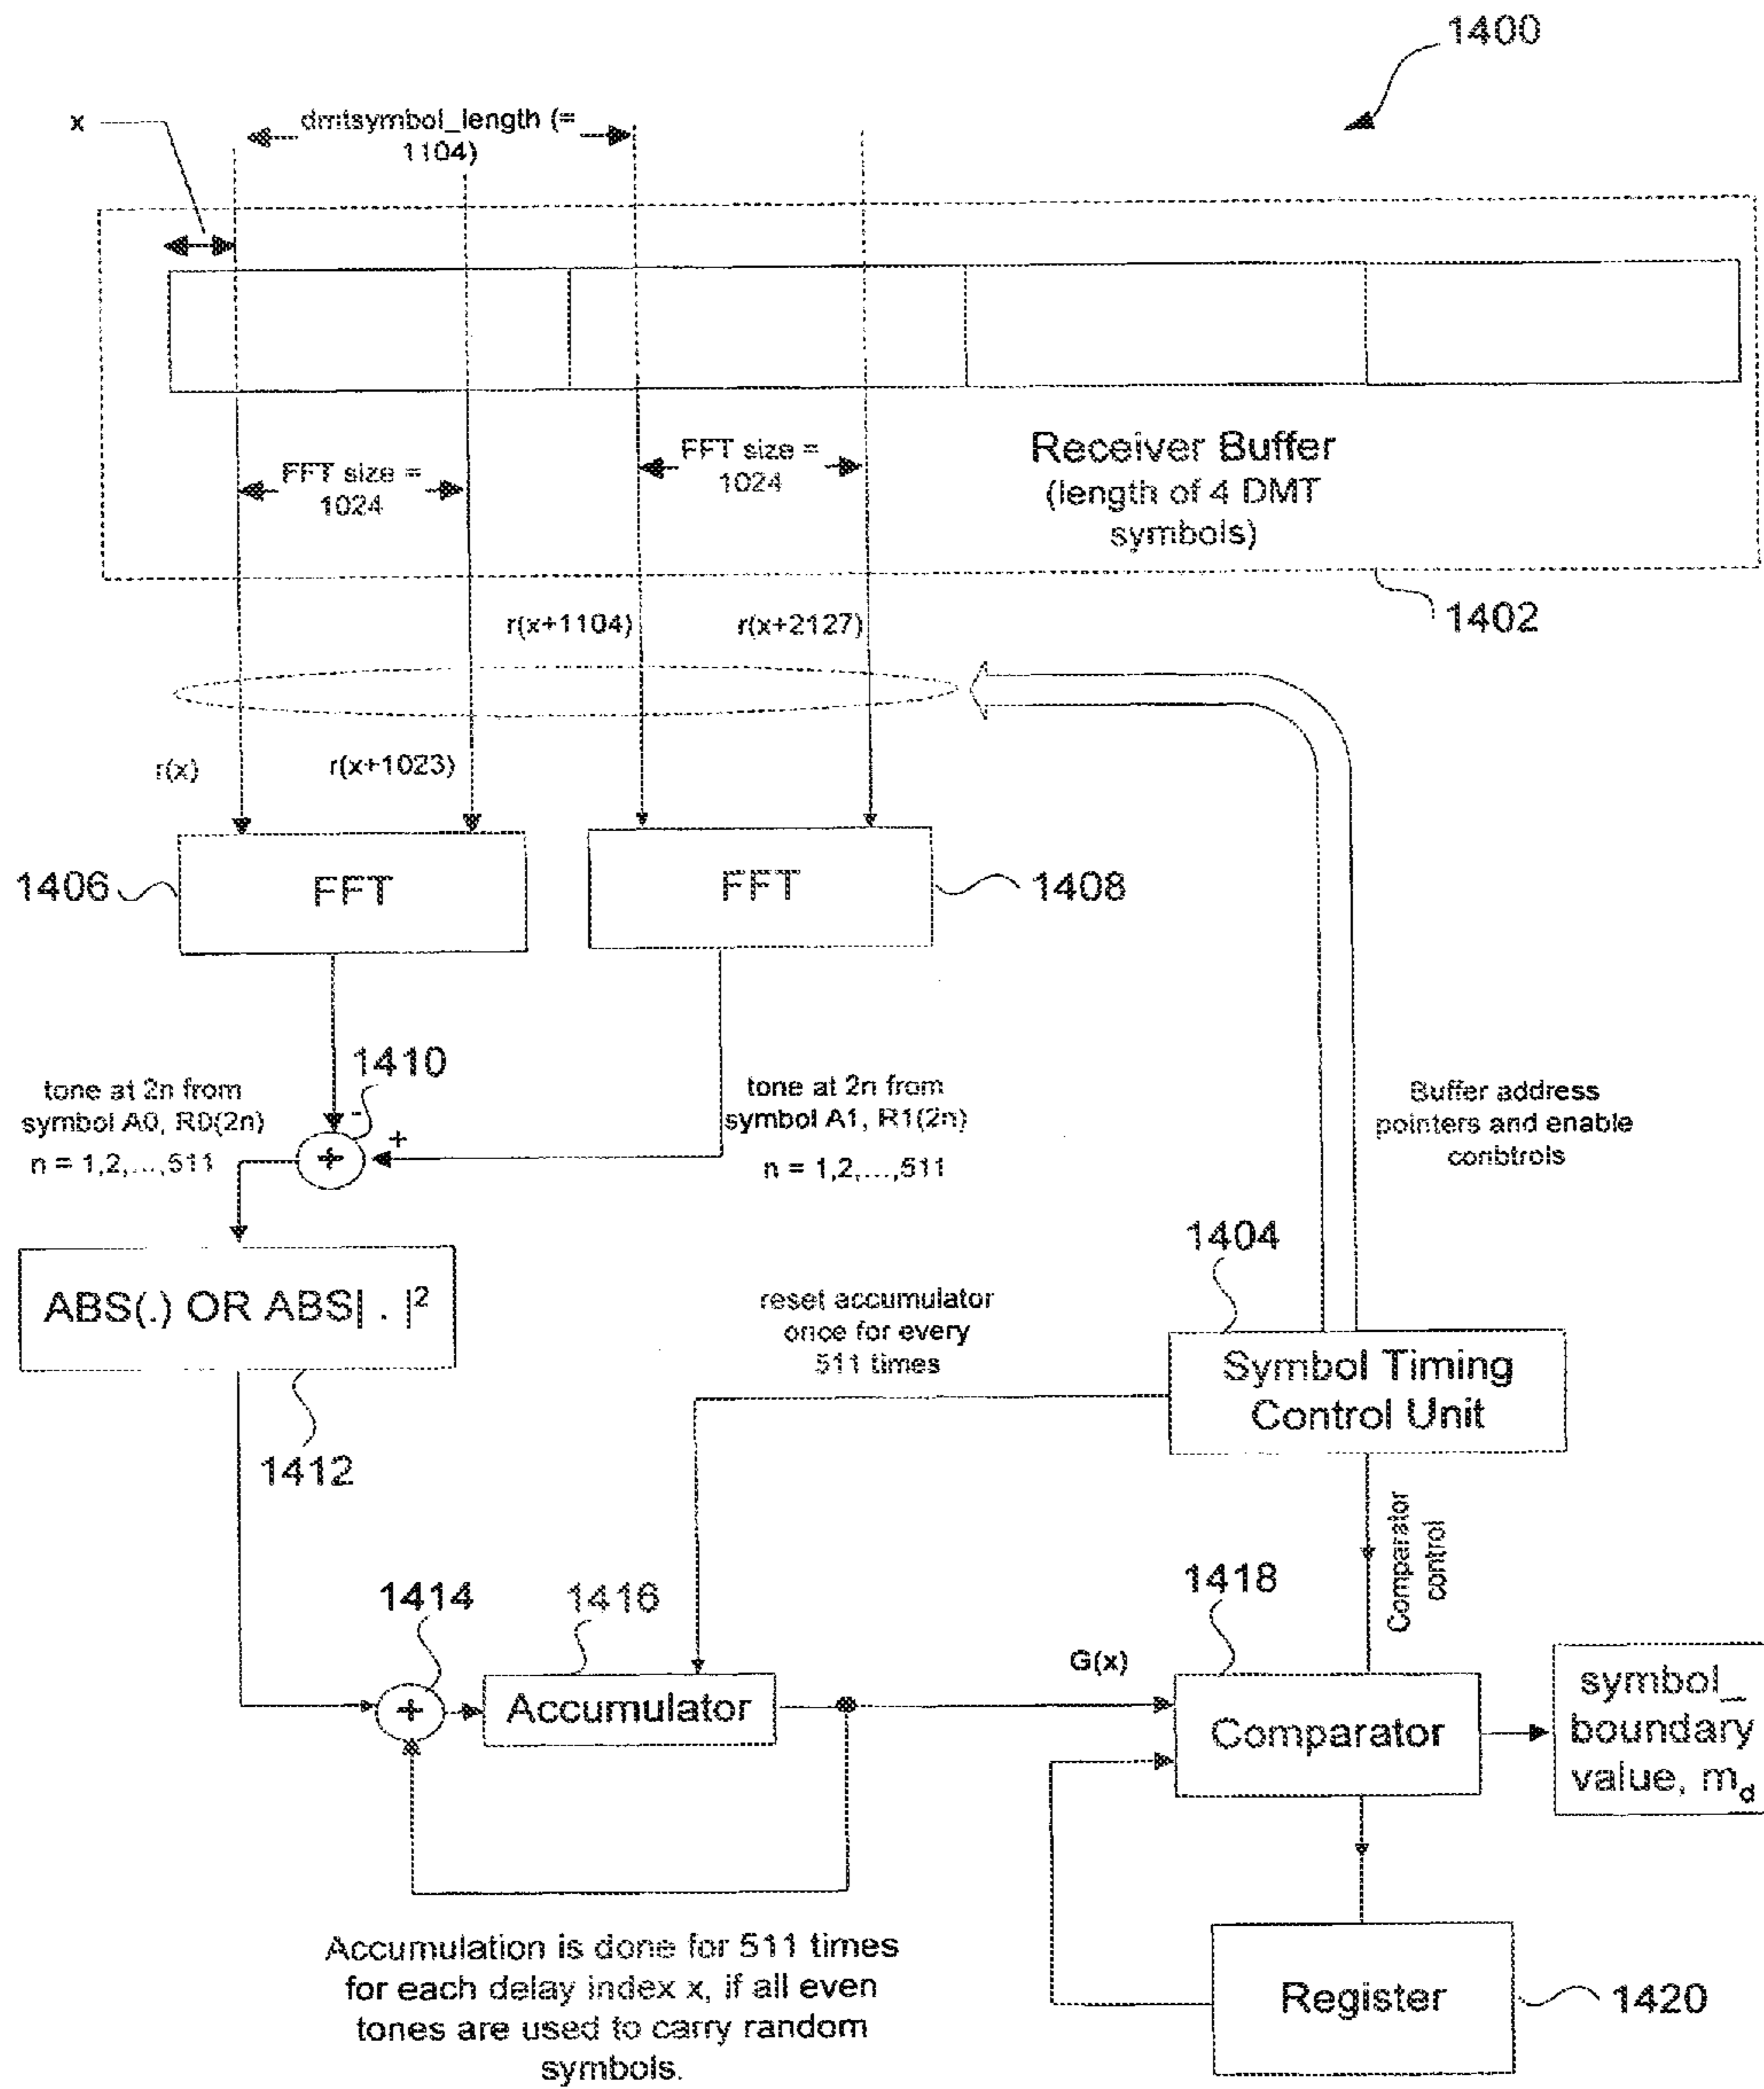 1400
x
dmtsymbol_length (=
1104)
FFT size =
1024
FFT size =
1024
Receiver Buffer
(length of 4 DMT
symbols)
1402
r(x+1104)
r(x+2127)
r(x)
r(x+1023)
1406
FFT
FFT
1408
1410
tone at 2n from
symbol A0, R0(2n)
n = 1,2,...,511
-
+
+
tone at 2n from
symbol A1, R1(2n)
n = 1,2,...,511
Buffer address
pointers and enable
conbtrols
1404
ABS(.) OR ABS| . |²
1412
reset accumulator
once for every
511 times
Symbol Timing
Control Unit
Comparator
control
1414
+
1416
Accumulator
G(x)
1418
Comparator
symbol_
boundary
value, m_d
Accumulation is done for 511 times
for each delay index x, if all even
tones are used to carry random
symbols.
Register
1420